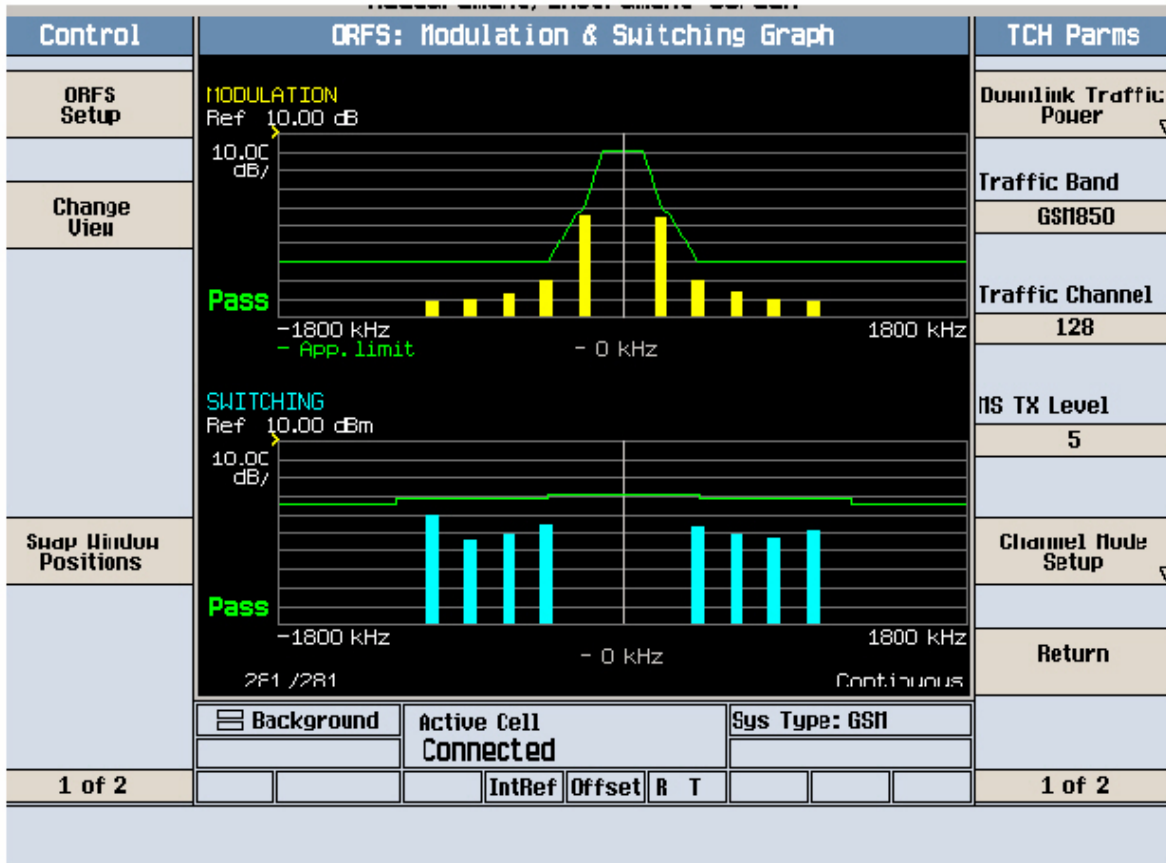 Control
ORFS: Modulation & Switching Graph
TCH Parms
ORFS
Setup
Change
View
Swap Window
Positions
1 of 2
MODULATION
Ref 10.00 dB
10.00
dB/
Pass
-1800 kHz
1800 kHz
- App. limit
- 0 kHz
SWITCHING
Ref 10.00 dBm
10.00
dB/
Pass
-1800 kHz
1800 kHz
- 0 kHz
281 /281
Continuous
Background
Active Cell
Connected
Sys Type: GSM
IntRef
Offset
R T
Downlink Traffic
Power
Traffic Band
GSM850
Traffic Channel
128
MS TX Level
5
Channel Mode
Setup
Return
1 of 2